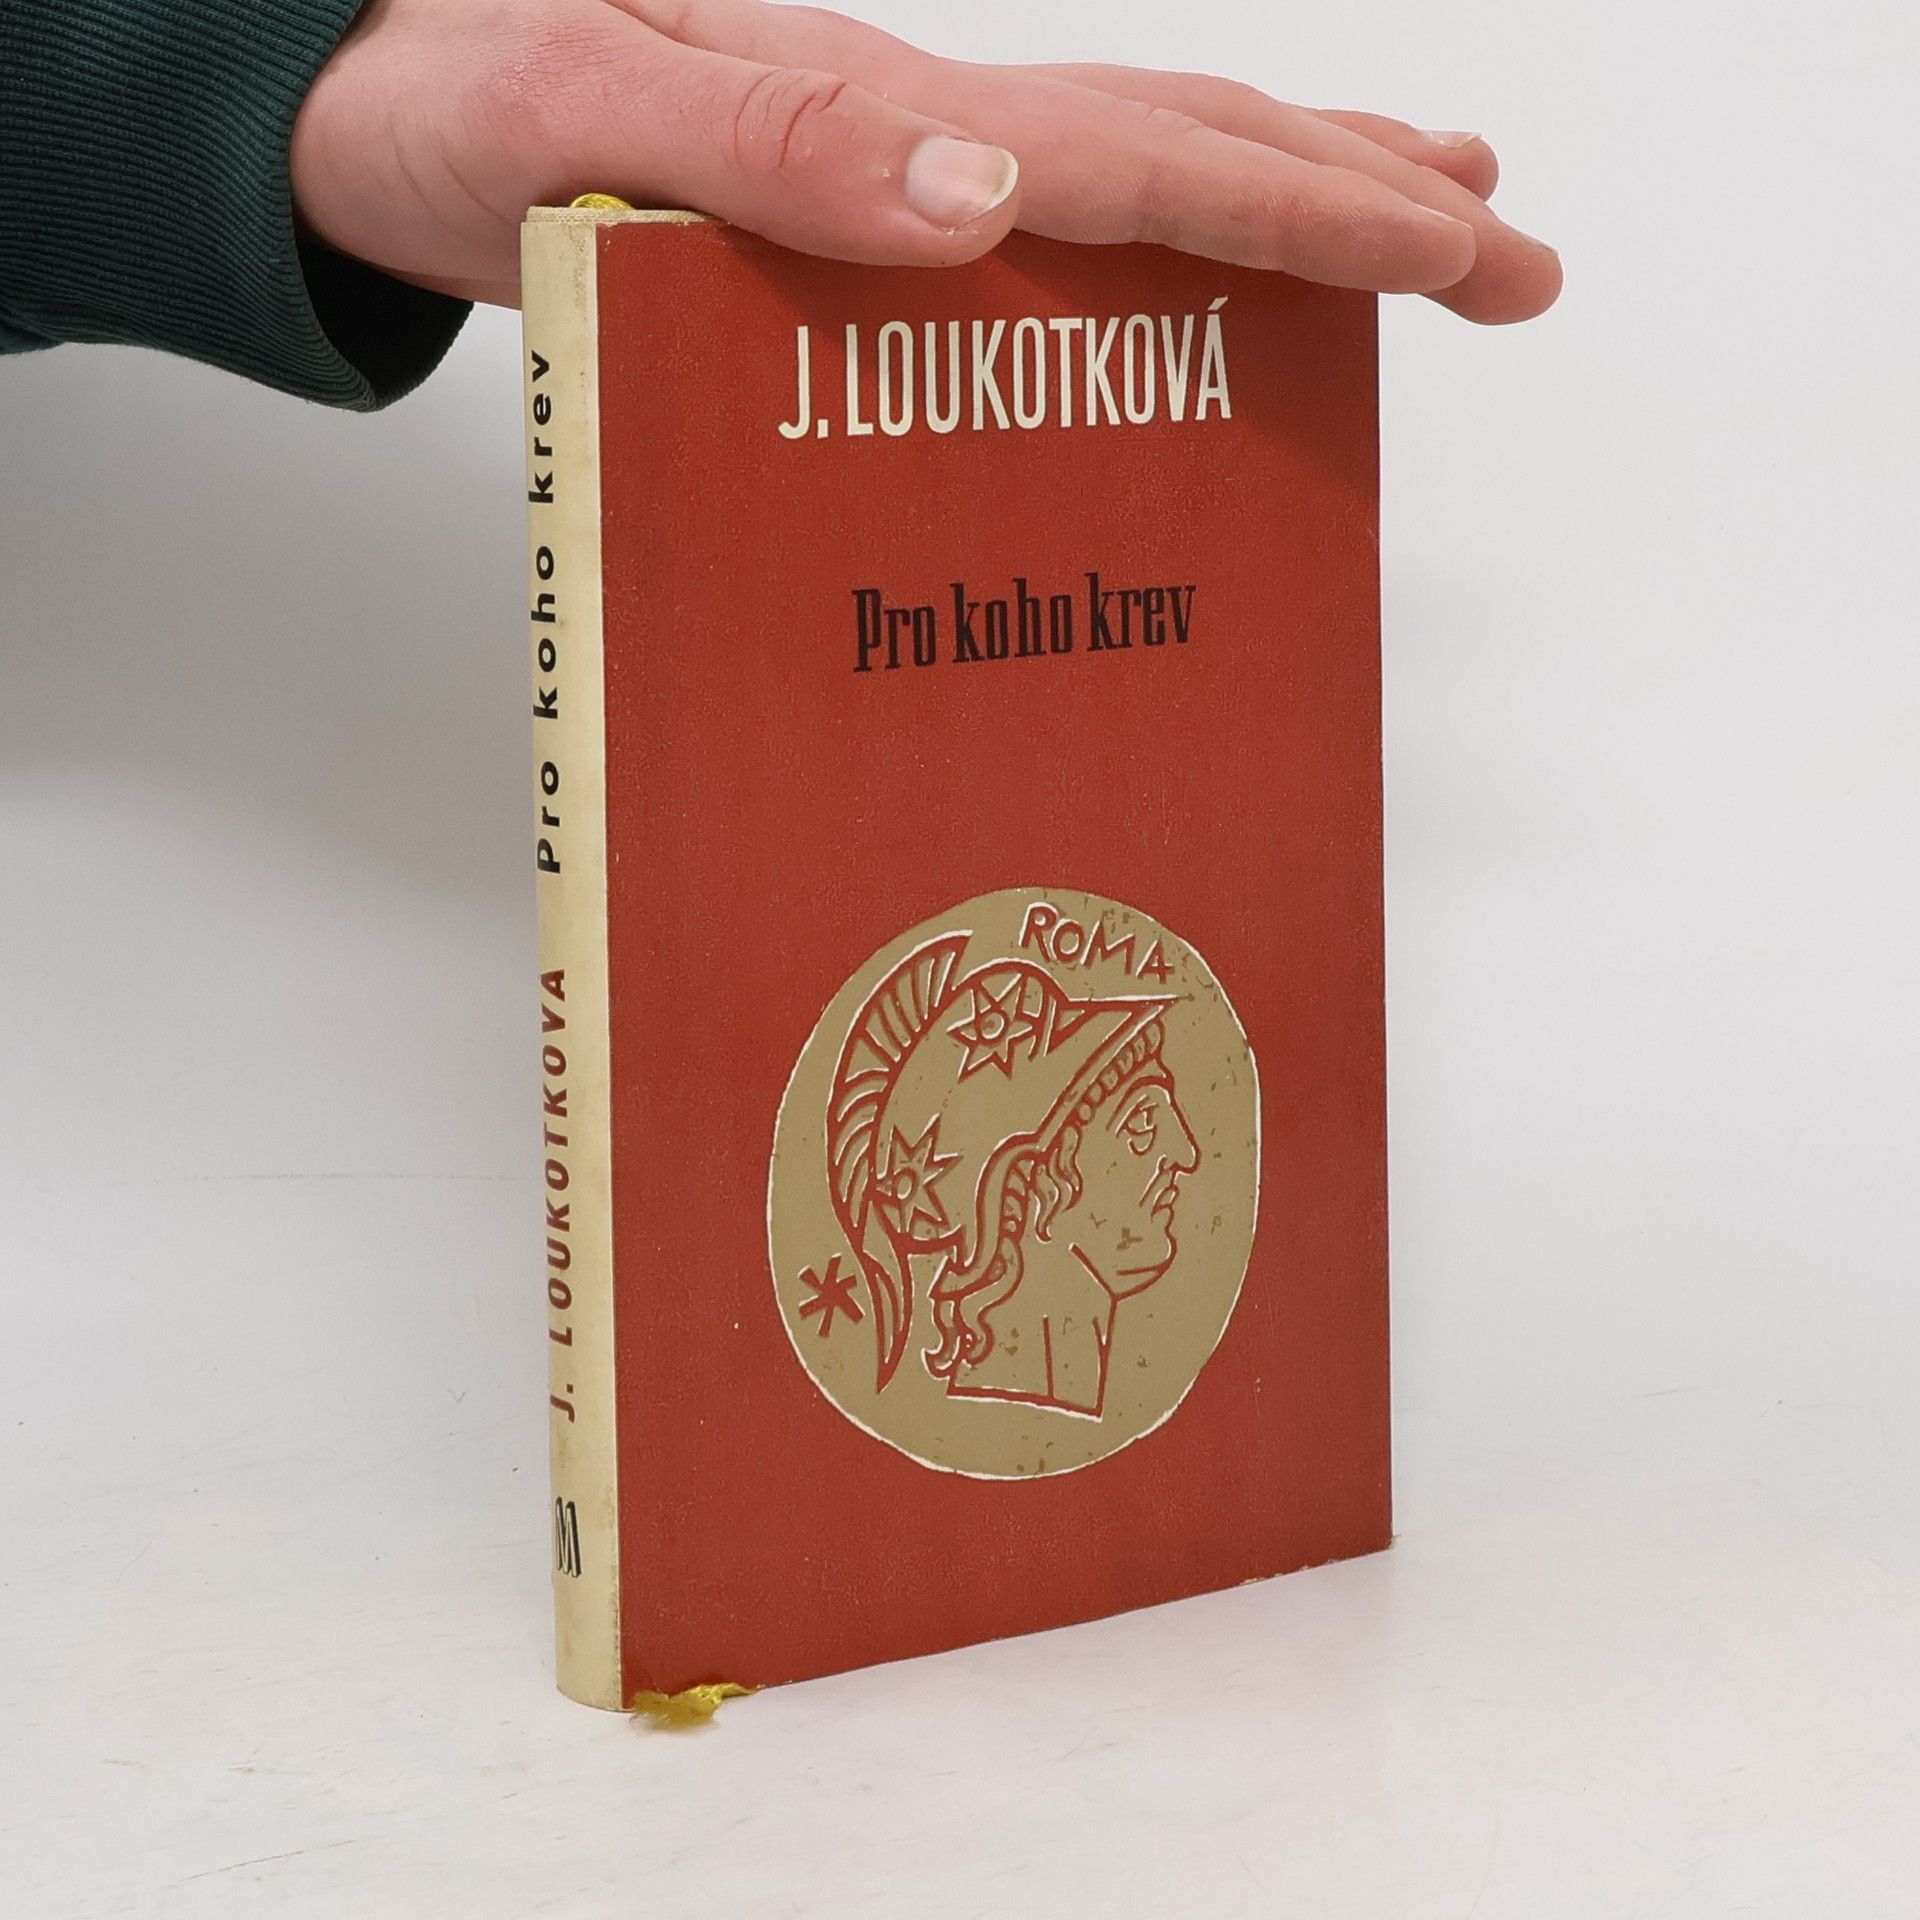 J. LOUKOTKOVÁ
Pro koho krev
ROMA
J. LOUKOTKOVÁ Pro koho krev
M